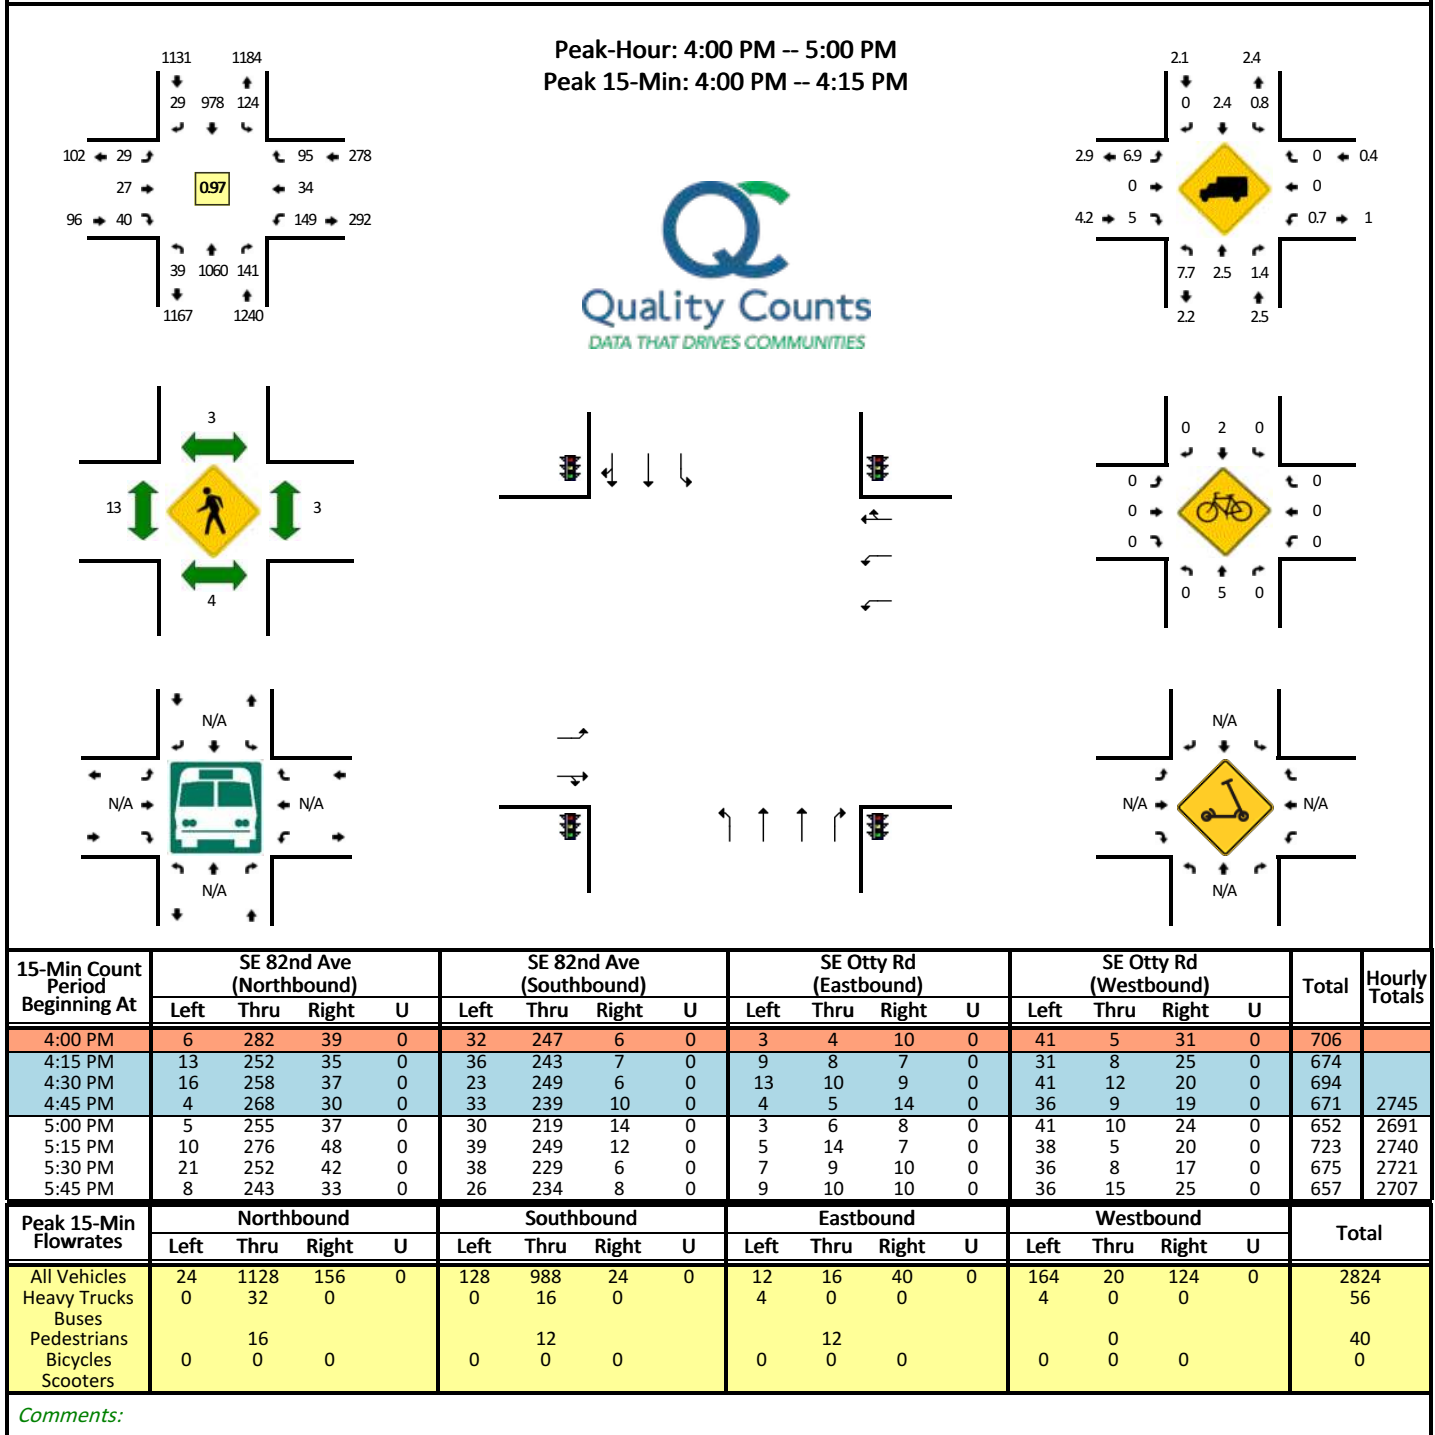 Peak-Hour: 4:00 PM -- 5:00 PM
Peak 15-Min: 4:00 PM -- 4:15 PM
1131 1184
29 978 124
102 29 95 278
27 0.97 34
96 40 149 292
39 1060 141
1167 1240
QC
Quality Counts
DATA THAT DRIVES COMMUNITIES
2.1 2.4
0 2.4 0.8
2.9 6.9 0 0.4
0 0
4.2 5 0.7 1
7.7 2.5 1.4
2.2 2.5
3
13 3
4
0 2 0
0 0
0 0
0 0
0 5 0
N/A
N/A N/A
N/A
N/A
N/A N/A
N/A
15-Min Count Period Beginning At SE 82nd Ave (Northbound) SE 82nd Ave (Southbound) SE Otty Rd (Eastbound) SE Otty Rd (Westbound) Total Hourly Totals
Left Thru Right U Left Thru Right U Left Thru Right U Left Thru Right U
4:00 PM 6 282 39 0 32 247 6 0 3 4 10 0 41 5 31 0 706
4:15 PM 13 252 35 0 36 243 7 0 9 8 7 0 31 8 25 0 674
4:30 PM 16 258 37 0 23 249 6 0 13 10 9 0 41 12 20 0 694
4:45 PM 4 268 30 0 33 239 10 0 4 5 14 0 36 9 19 0 671 2745
5:00 PM 5 255 37 0 30 219 14 0 3 6 8 0 41 10 24 0 652 2691
5:15 PM 10 276 48 0 39 249 12 0 5 14 7 0 38 5 20 0 723 2740
5:30 PM 21 252 42 0 38 229 6 0 7 9 10 0 36 8 17 0 675 2721
5:45 PM 8 243 33 0 26 234 8 0 9 10 10 0 36 15 25 0 657 2707
Peak 15-Min Flowrates Northbound Southbound Eastbound Westbound Total
Left Thru Right U Left Thru Right U Left Thru Right U Left Thru Right U
All Vehicles 24 1128 156 0 128 988 24 0 12 16 40 0 164 20 124 0 2824
Heavy Trucks 0 32 0 0 16 0 4 0 0 4 0 0 56
Buses
Pedestrians 16 12 12 0 40
Bicycles 0 0 0 0 0 0 0 0 0 0 0 0 0
Scooters
Comments: